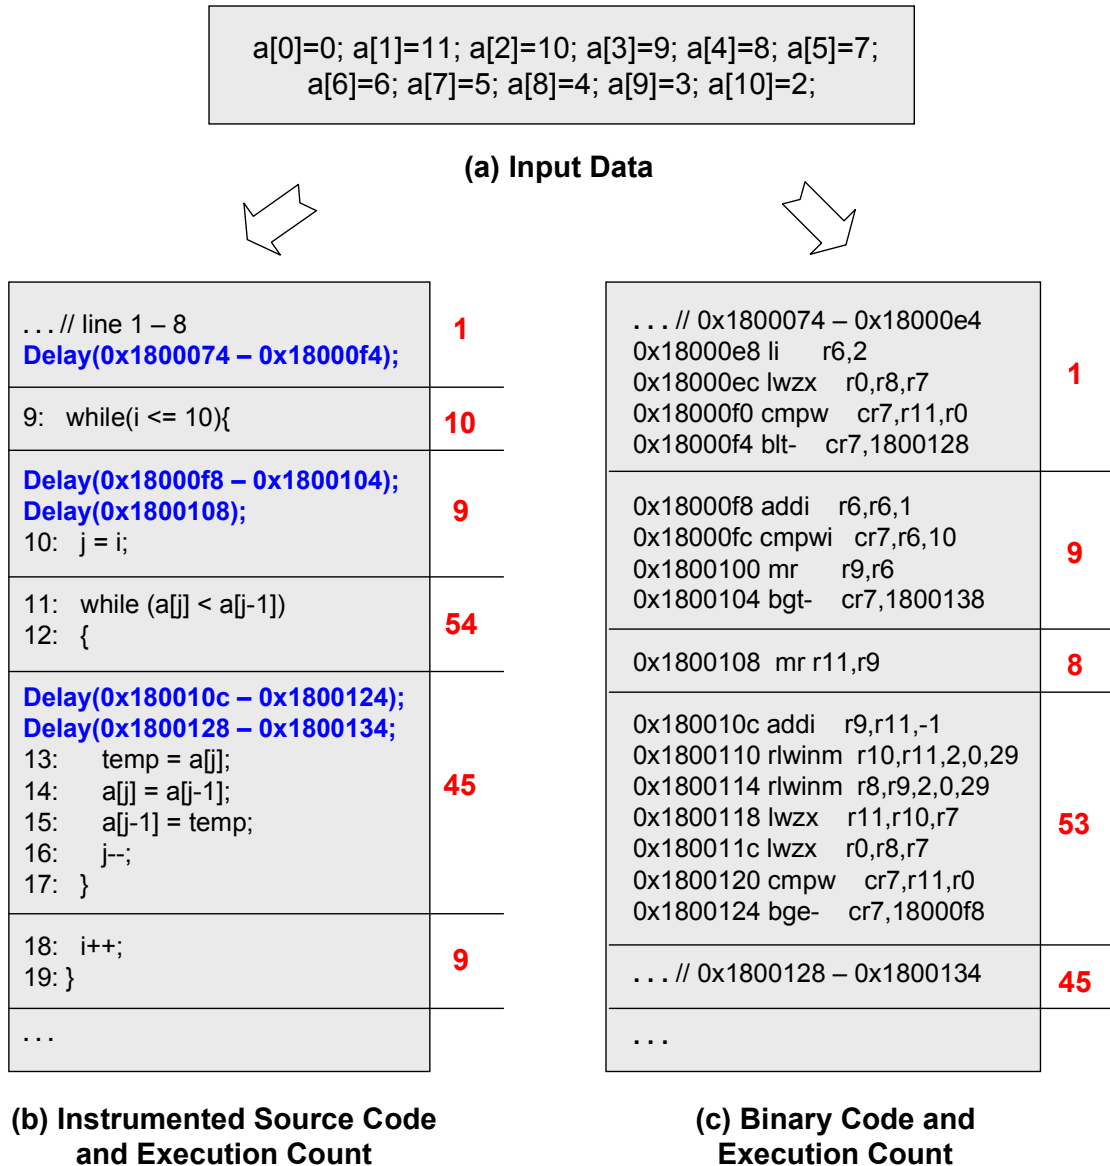 a[0]=0; a[1]=11; a[2]=10; a[3]=9; a[4]=8; a[5]=7;
a[6]=6; a[7]=5; a[8]=4; a[9]=3; a[10]=2;
(a) Input Data
. . . // line 1 – 8
Delay(0x1800074 – 0x18000f4);
1
9: while(i <= 10){
10
Delay(0x18000f8 – 0x1800104);
Delay(0x1800108);
10: j = i;
9
11: while (a[j] < a[j-1])
12: {
54
Delay(0x180010c – 0x1800124);
Delay(0x1800128 – 0x1800134;
13: temp = a[j];
14: a[j] = a[j-1];
15: a[j-1] = temp;
16: j--;
17: }
45
18: i++;
19: }
9
. . .
(b) Instrumented Source Code
and Execution Count
. . . // 0x1800074 – 0x18000e4
0x18000e8 li r6,2
0x18000ec lwzx r0,r8,r7
0x18000f0 cmpw cr7,r11,r0
0x18000f4 blt- cr7,1800128
1
0x18000f8 addi r6,r6,1
0x18000fc cmpwi cr7,r6,10
0x1800100 mr r9,r6
0x1800104 bgt- cr7,1800138
9
0x1800108 mr r11,r9
8
0x180010c addi r9,r11,-1
0x1800110 rlwinm r10,r11,2,0,29
0x1800114 rlwinm r8,r9,2,0,29
0x1800118 lwzx r11,r10,r7
0x180011c lwzx r0,r8,r7
0x1800120 cmpw cr7,r11,r0
0x1800124 bge- cr7,18000f8
53
. . . // 0x1800128 – 0x1800134
45
. . .
(c) Binary Code and
Execution Count